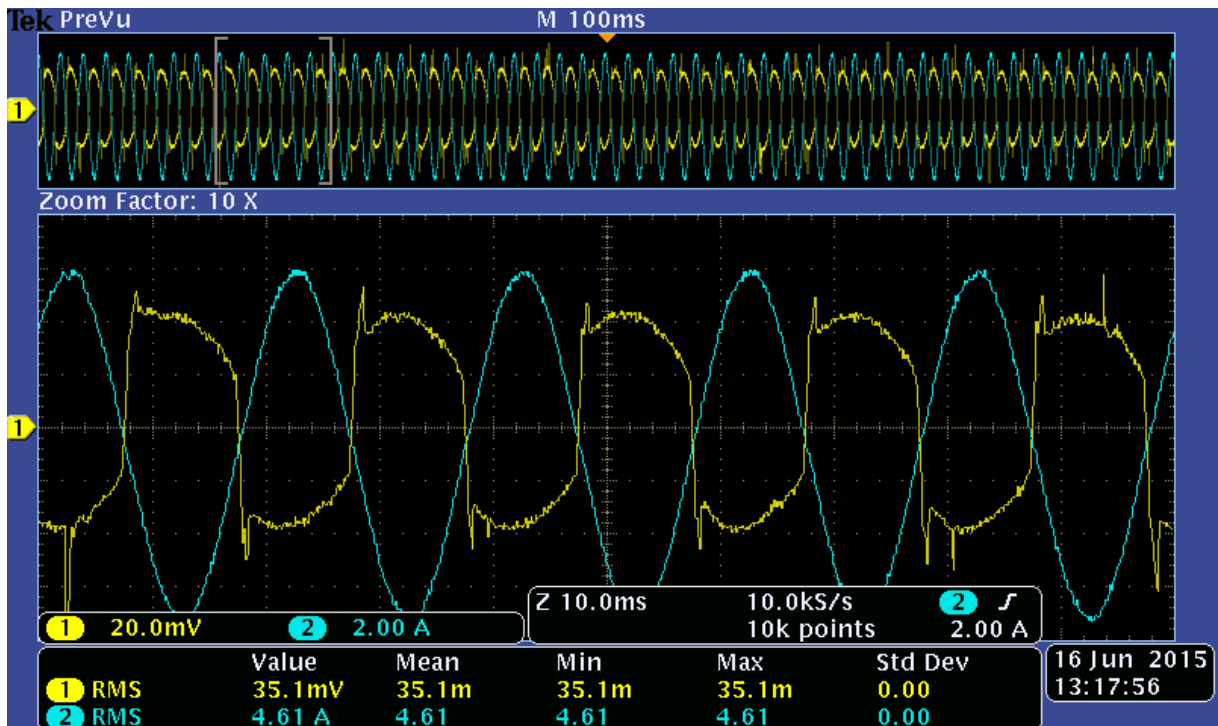 Tek PreVu M 100ms
1
Zoom Factor: 10 X
1
Z 10.0ms 10.0kS/s 2
1 20.0mV 2 2.00 A 10k points 2.00 A
Value Mean Min Max Std Dev
1 RMS 35.1mV 35.1m 35.1m 35.1m 0.00
2 RMS 4.61 A 4.61 4.61 4.61 0.00
16 Jun 2015
13:17:56